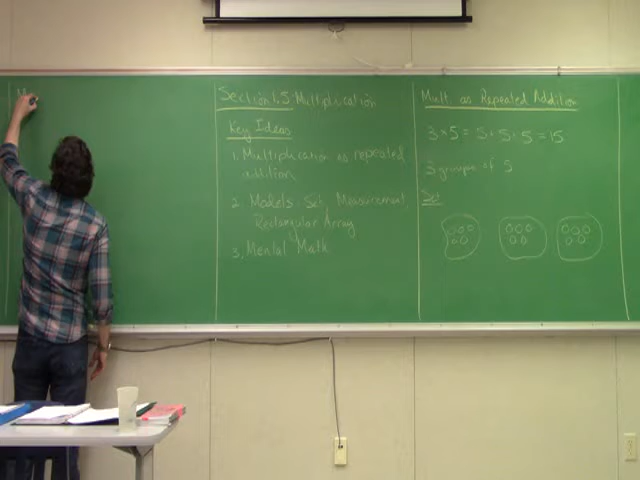 Section 1.5: Multiplication
Key Ideas
1. Multiplication as repeated
addition
2. Models: Set, Measurement,
Rectangular Array
3. Mental Math
Mult. as Repeated Addition
3 × 5 = 5 + 5 + 5 = 15
3 groups of 5
Set